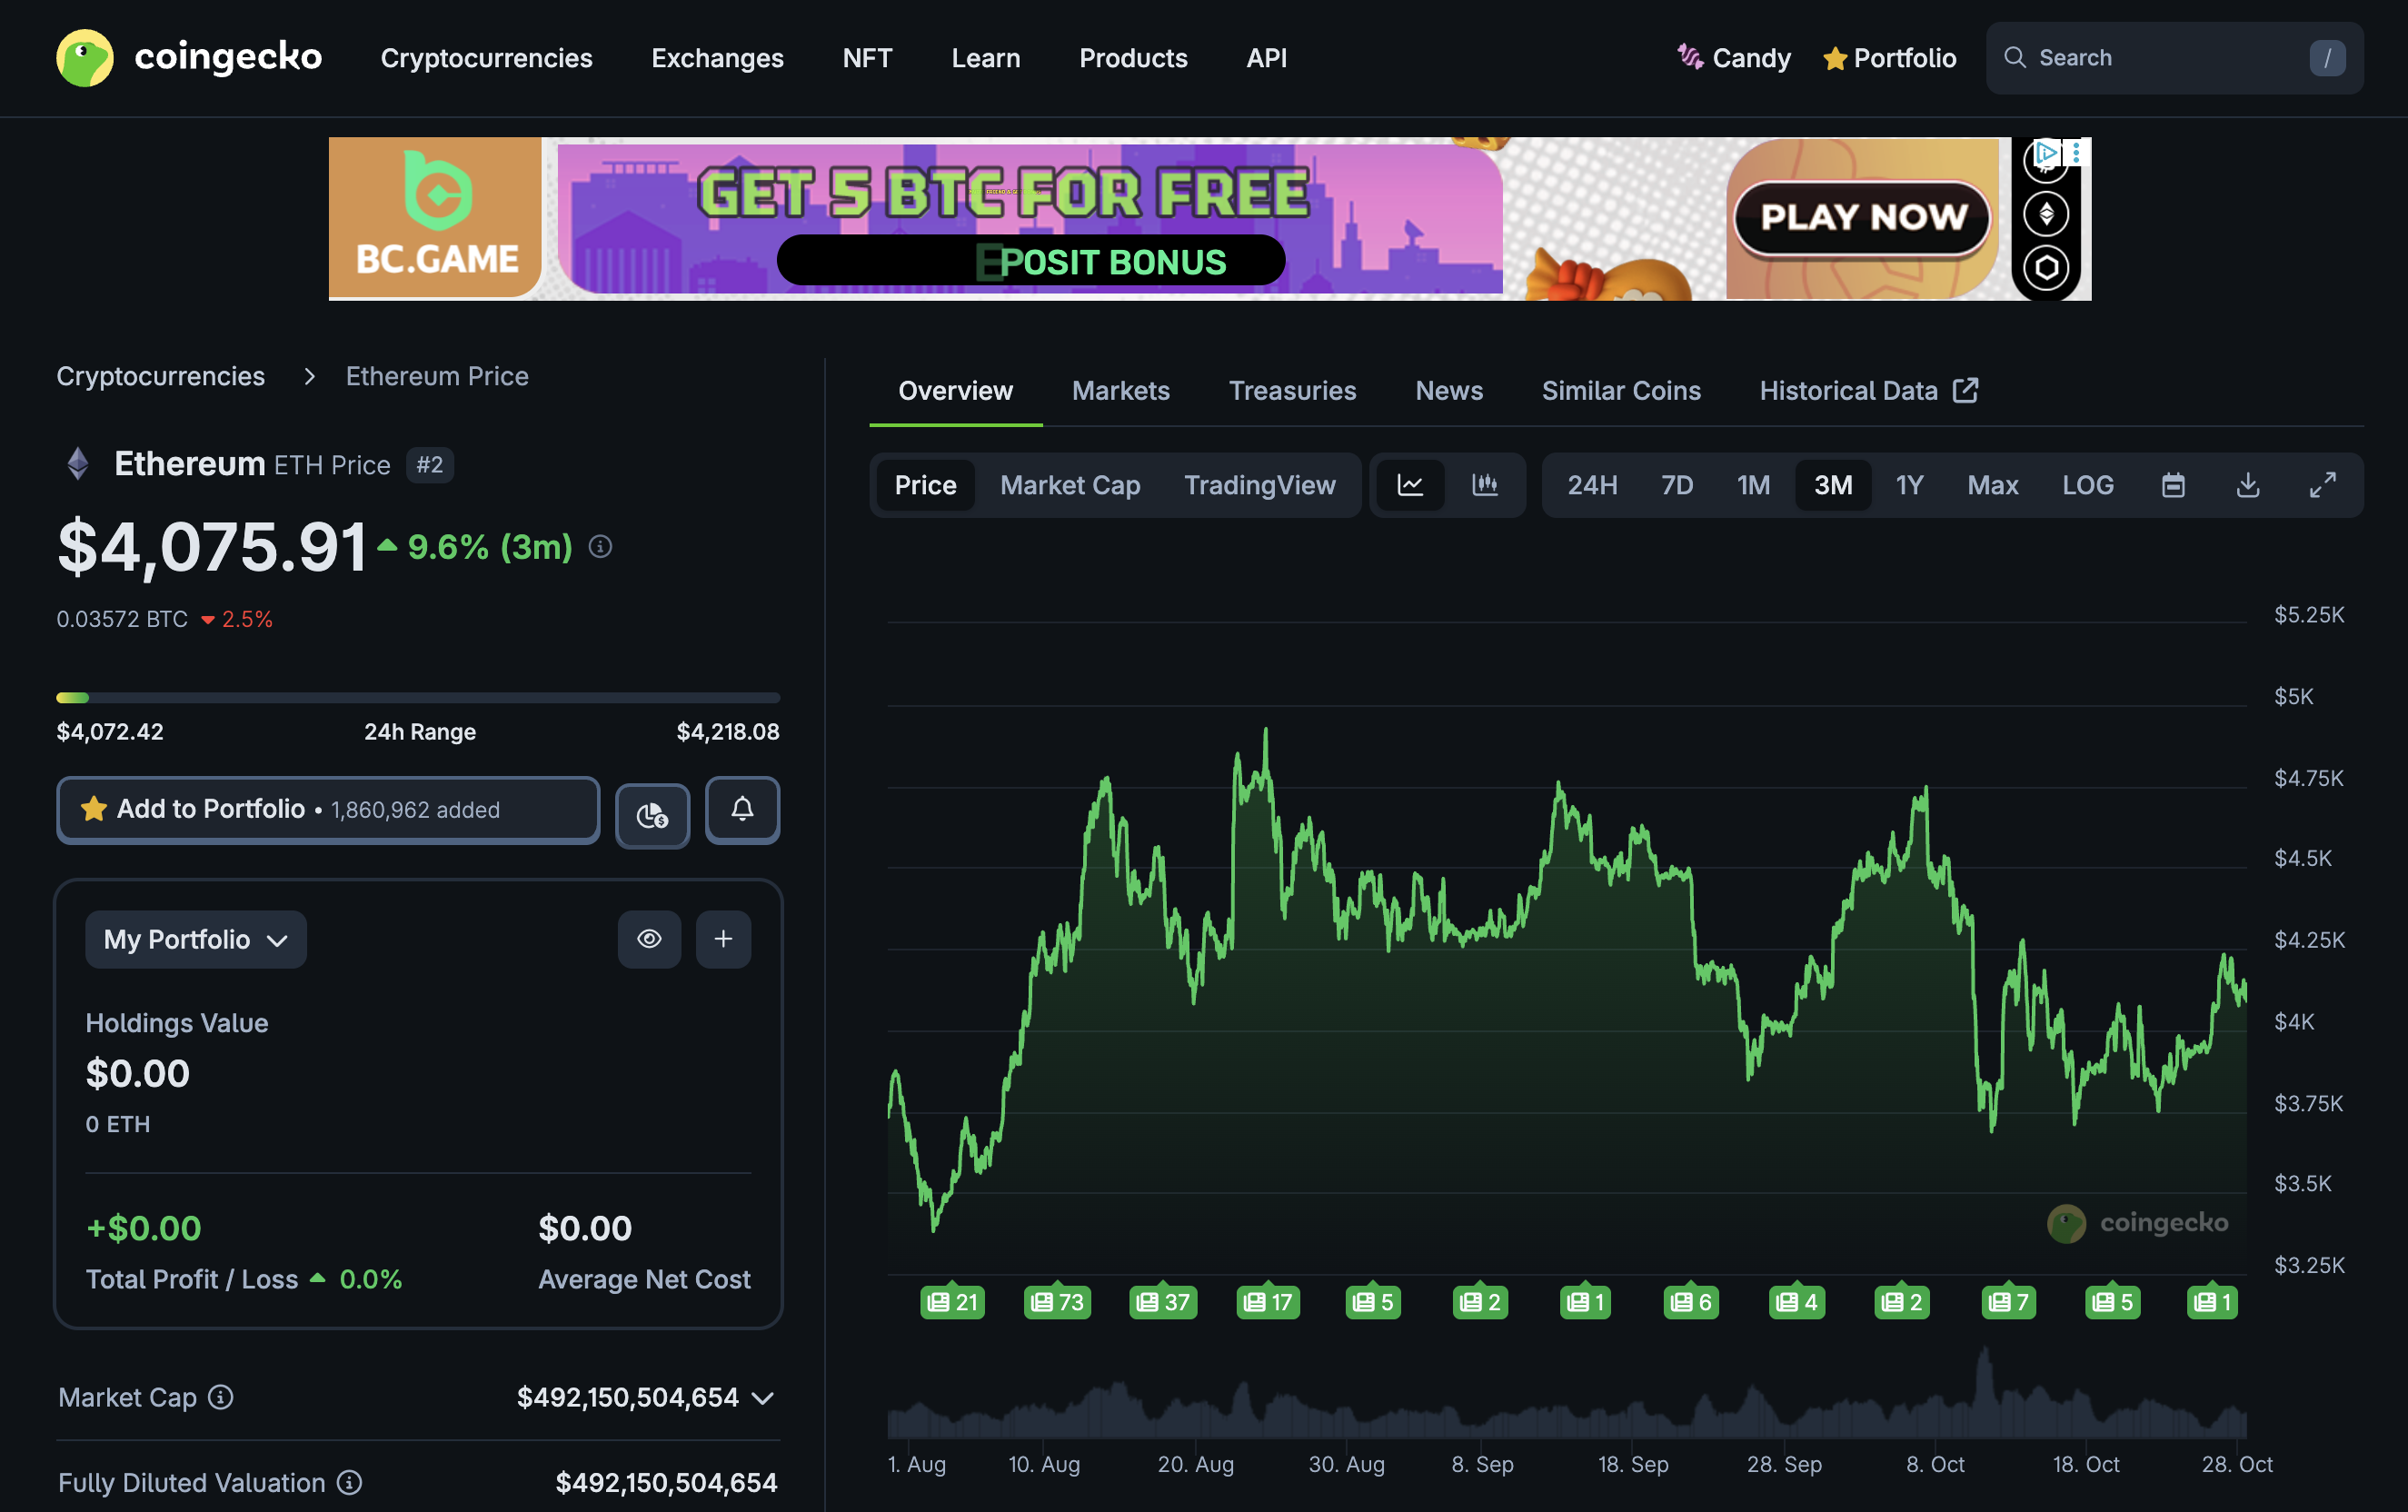 coingecko Cryptocurrencies Exchanges NFT Learn Products API Candy Portfolio Search /
GET 5 BTC FOR FREE
BC.GAME
POSIT BONUS
PLAY NOW
Cryptocurrencies > Ethereum Price
Ethereum ETH Price #2
$4,075.91 9.6% (3m)
0.03572 BTC 2.5%
$4,072.42 24h Range $4,218.08
Add to Portfolio • 1,860,962 added
My Portfolio +
Holdings Value
$0.00
0 ETH
+$0.00 $0.00
Total Profit / Loss 0.0% Average Net Cost
Market Cap $492,150,504,654
Fully Diluted Valuation $492,150,504,654
Overview Markets Treasuries News Similar Coins Historical Data
Price Market Cap TradingView 24H 7D 1M 3M 1Y Max LOG
$5.25K
$5K
$4.75K
$4.5K
$4.25K
$4K
$3.75K
$3.5K
$3.25K
coingecko
21 73 37 17 5 2 1 6 4 2 7 5 1
1. Aug 10. Aug 20. Aug 30. Aug 8. Sep 18. Sep 28. Sep 8. Oct 18. Oct 28. Oct